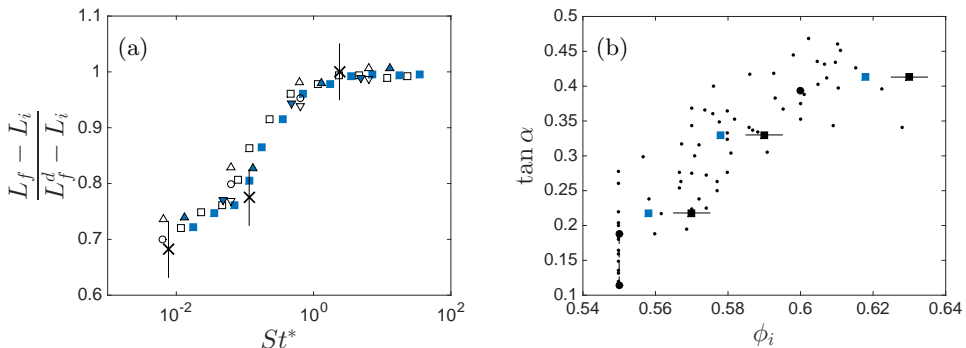 (a)
L_f − L_i
L_f^d − L_i
1.1
1
0.9
0.8
0.7
0.6
10^{-2} 10^0 10^2
St*
(b)
tan α
0.5
0.45
0.4
0.35
0.3
0.25
0.2
0.15
0.1
0.54 0.56 0.58 0.6 0.62 0.64
ϕ_i